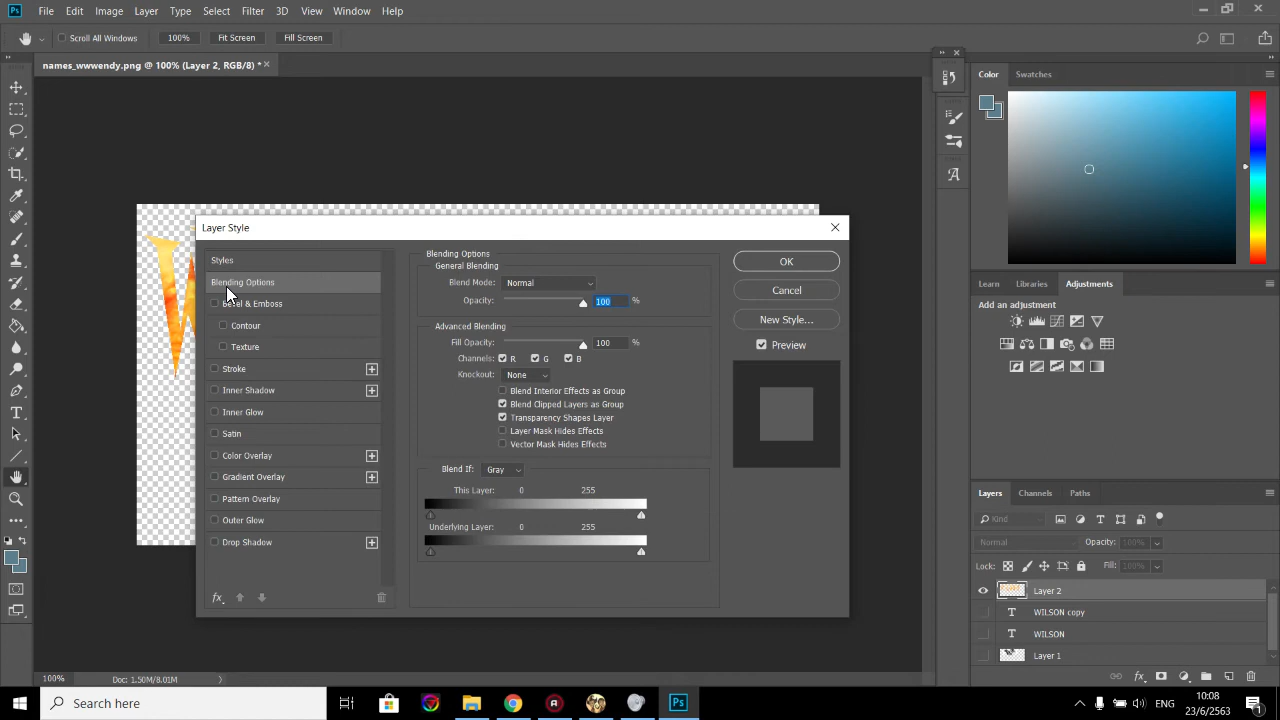 Ps File Edit Image Layer Type Select Filter 3D View Window Help
Scroll All Windows 100% Fit Screen Fill Screen
names_wwwendy.png @ 100% (Layer 2, RGB/8) *
Color Swatches
W
Layer Style
Styles
Blending Options
Bevel & Emboss
Contour
Texture
Stroke
Inner Shadow
Inner Glow
Satin
Color Overlay
Gradient Overlay
Pattern Overlay
Outer Glow
Drop Shadow
fx
Blending Options
General Blending
Blend Mode: Normal
Opacity: 100 %
Advanced Blending
Fill Opacity: 100 %
Channels: R G B
Knockout: None
Blend Interior Effects as Group
Blend Clipped Layers as Group
Transparency Shapes Layer
Layer Mask Hides Effects
Vector Mask Hides Effects
Blend If: Gray
This Layer: 0 255
Underlying Layer: 0 255
OK
Cancel
New Style...
Preview
Learn Libraries Adjustments
Add an adjustment
Layers Channels Paths
Kind
Normal Opacity: 100%
Lock: Fill: 100%
Layer 2
T WILSON copy
T WILSON
Layer 1
fx
100% Doc: 1.50M/8.01M
Search here
Ps
ENG
10:08
23/6/2563
1